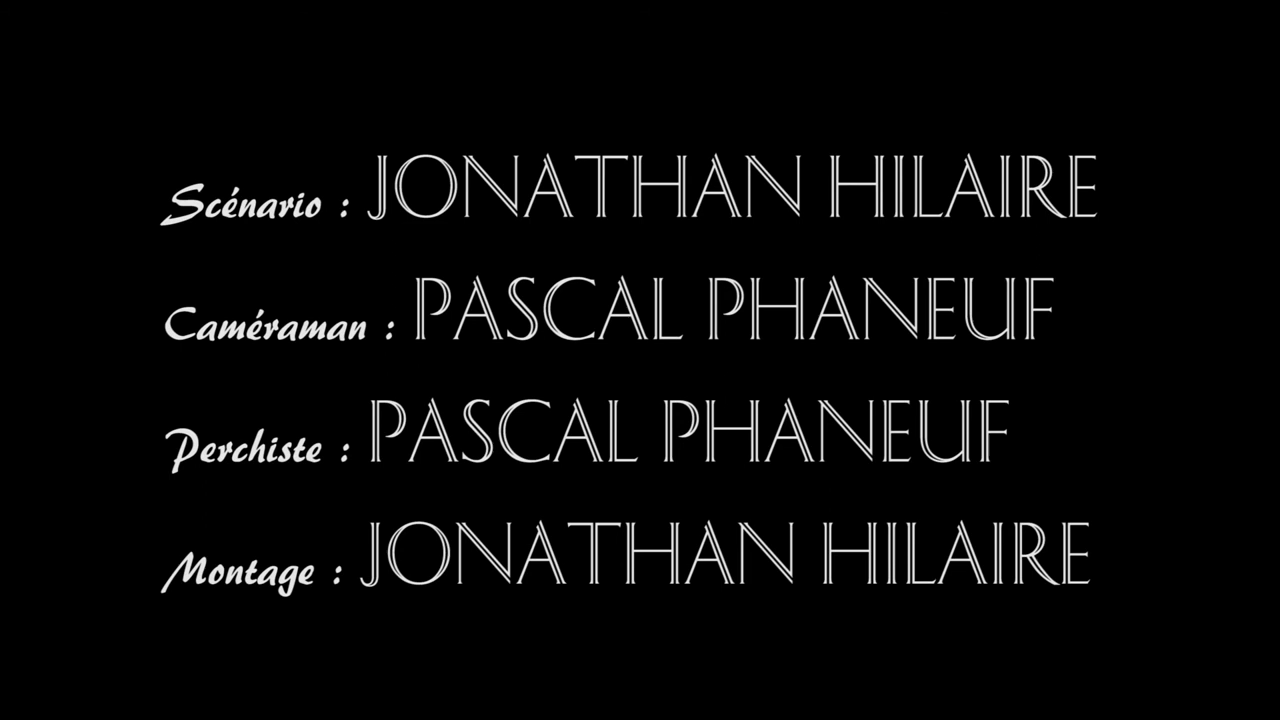 Scénario : JONATHAN HILAIRE
Caméraman : PASCAL PHANEUF
Perchiste : PASCAL PHANEUF
Montage : JONATHAN HILAIRE